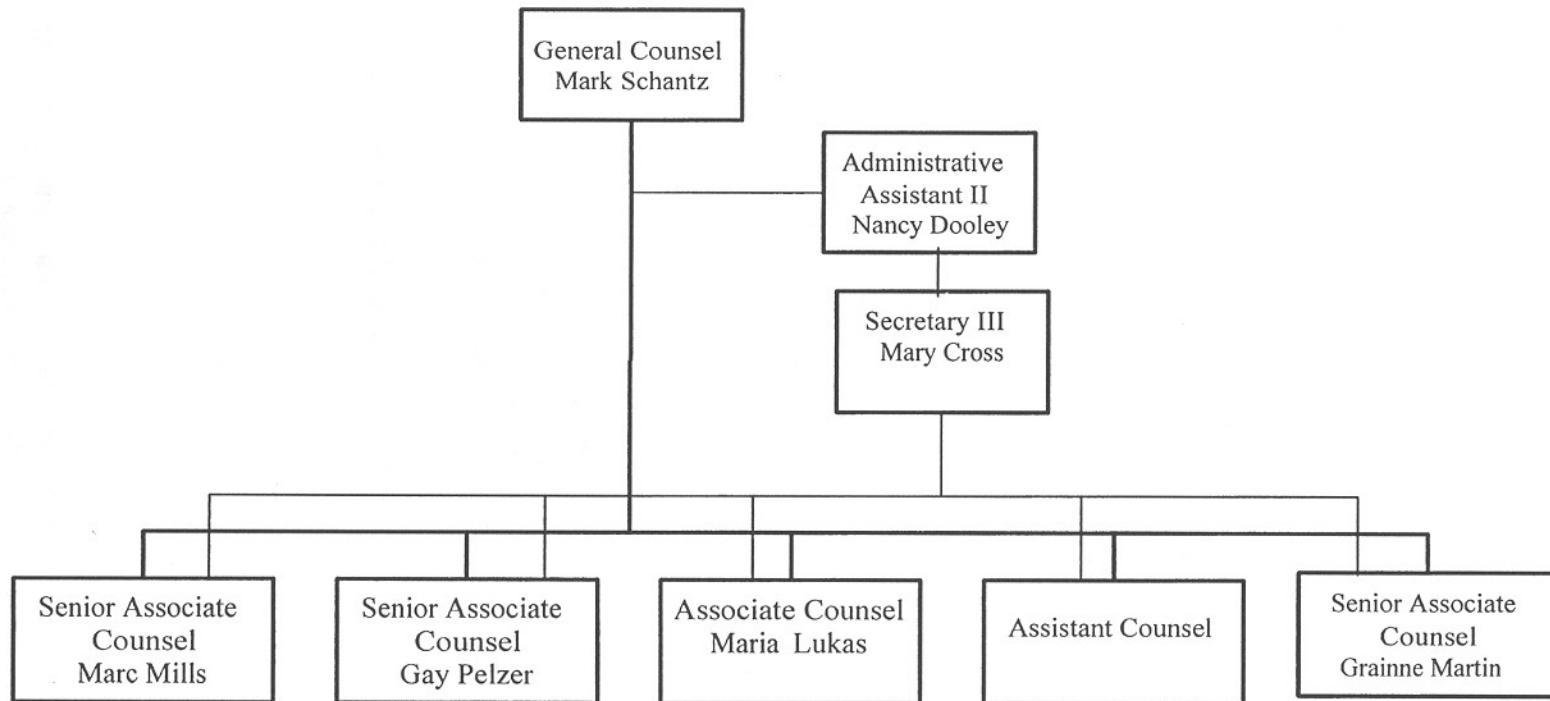 General Counsel
Mark Schantz
Administrative
Assistant II
Nancy Dooley
Secretary III
Mary Cross
Senior Associate
Counsel
Marc Mills
Senior Associate
Counsel
Gay Pelzer
Associate Counsel
Maria Lukas
Assistant Counsel
Senior Associate
Counsel
Grainne Martin